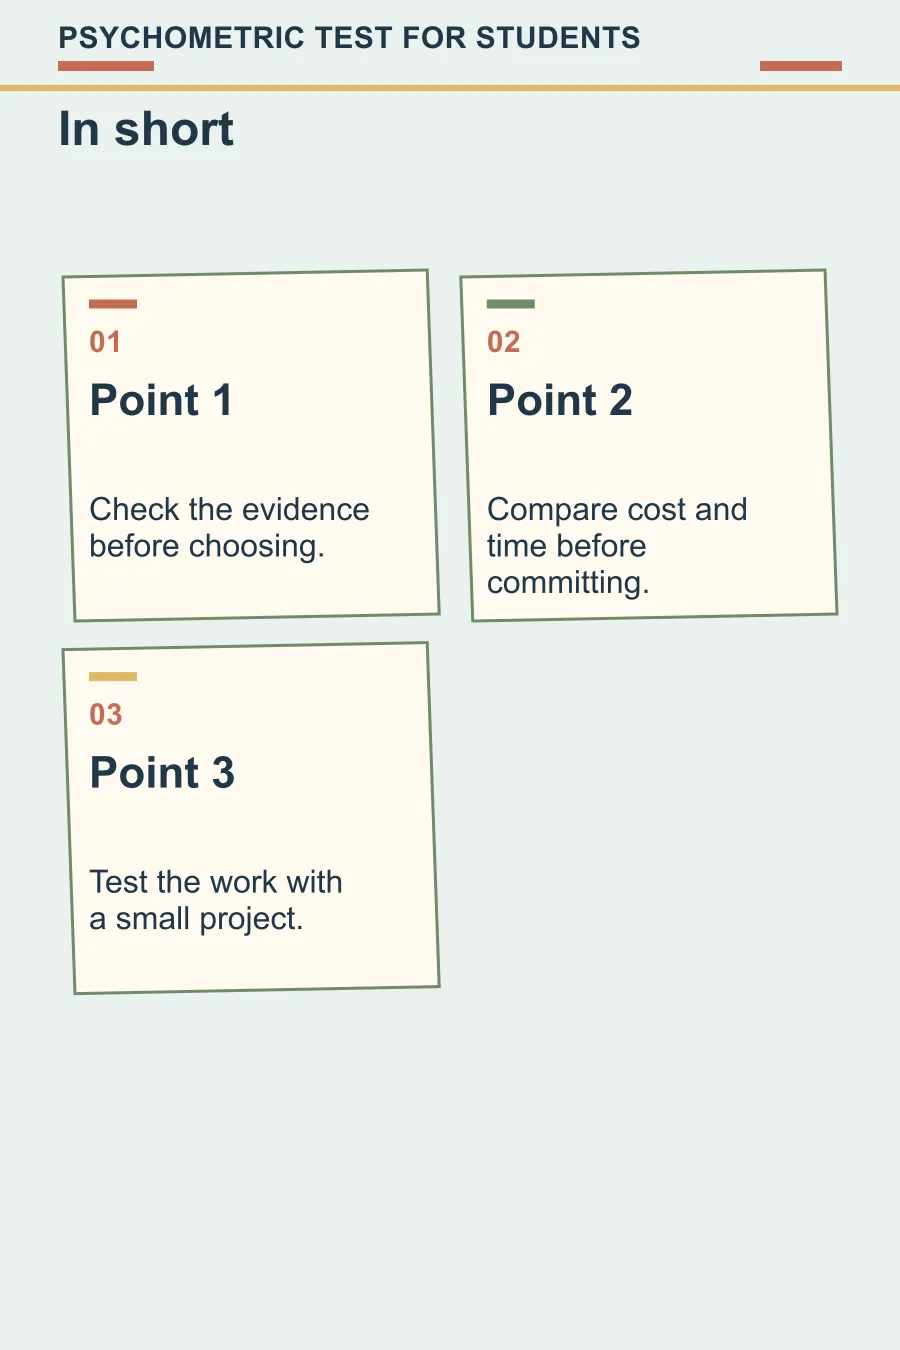 PSYCHOMETRIC TEST FOR STUDENTS
In short
01
Point 1
Check the evidence
before choosing.
02
Point 2
Compare cost and
time before
committing.
03
Point 3
Test the work with
a small project.